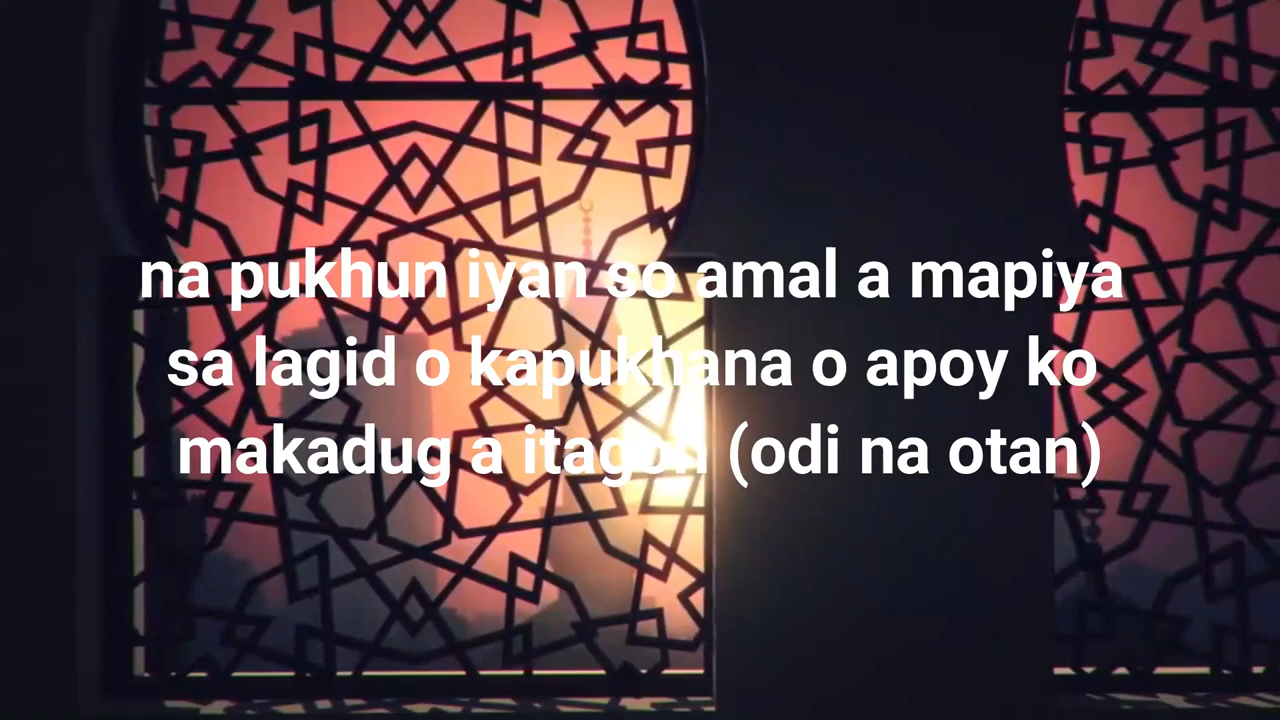 na pukhun iyan so amal a mapiya
sa lagid o kapukhana o apoy ko
makadug a itagon (odi na otan)